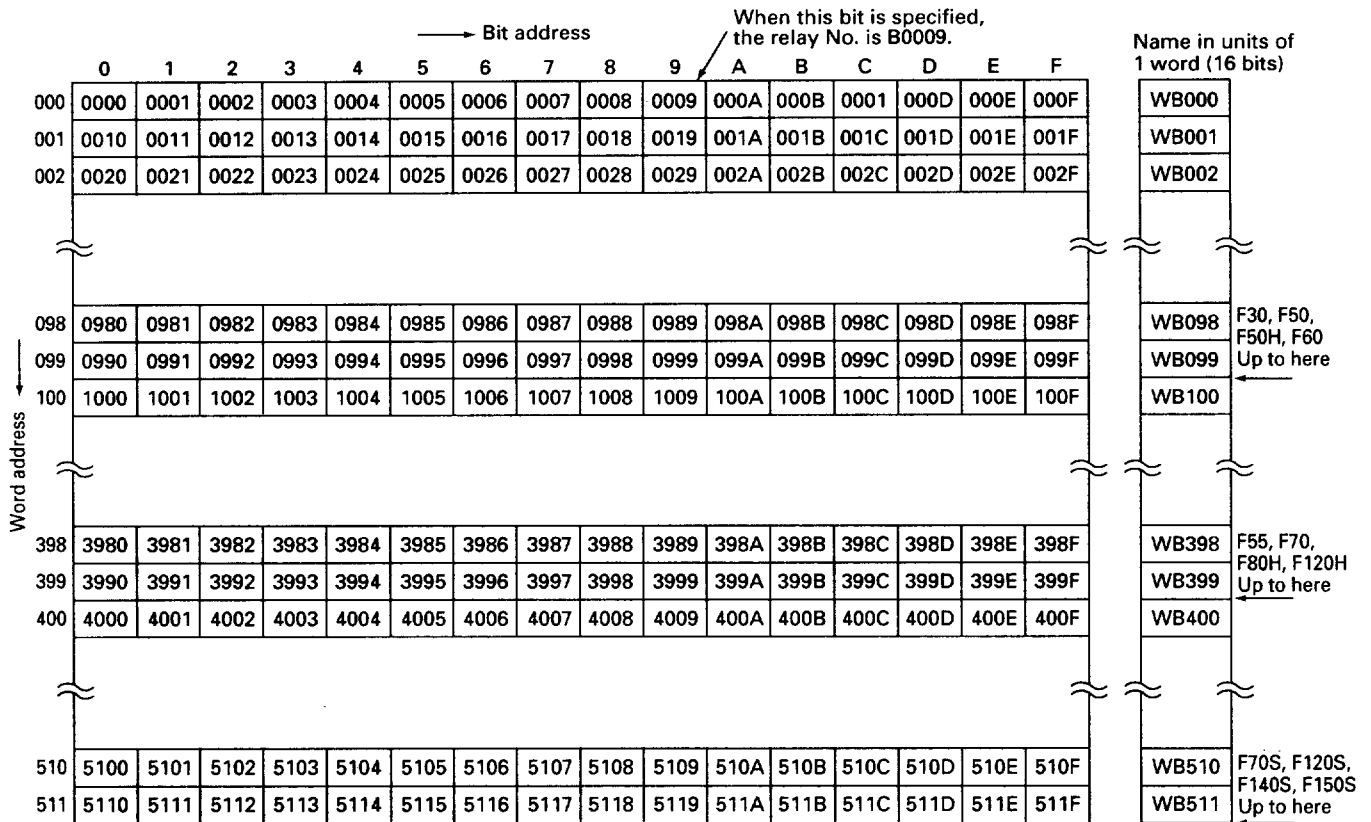 → Bit address
When this bit is specified,
the relay No. is B0009.
Name in units of
1 word (16 bits)
0 1 2 3 4 5 6 7 8 9 A B C D E F
000 0000 0001 0002 0003 0004 0005 0006 0007 0008 0009 000A 000B 0001 000D 000E 000F WB000
001 0010 0011 0012 0013 0014 0015 0016 0017 0018 0019 001A 001B 001C 001D 001E 001F WB001
002 0020 0021 0022 0023 0024 0025 0026 0027 0028 0029 002A 002B 002C 002D 002E 002F WB002
Word address
098 0980 0981 0982 0983 0984 0985 0986 0987 0988 0989 098A 098B 098C 098D 098E 098F WB098
099 0990 0991 0992 0993 0994 0995 0996 0997 0998 0999 099A 099B 099C 099D 099E 099F WB099
F30, F50,
F50H, F60
Up to here
100 1000 1001 1002 1003 1004 1005 1006 1007 1008 1009 100A 100B 100C 100D 100E 100F WB100
398 3980 3981 3982 3983 3984 3985 3986 3987 3988 3989 398A 398B 398C 398D 398E 398F WB398
399 3990 3991 3992 3993 3994 3995 3996 3997 3998 3999 399A 399B 399C 399D 399E 399F WB399
F55, F70,
F80H, F120H
Up to here
400 4000 4001 4002 4003 4004 4005 4006 4007 4008 4009 400A 400B 400C 400D 400E 400F WB400
510 5100 5101 5102 5103 5104 5105 5106 5107 5108 5109 510A 510B 510C 510D 510E 510F WB510
511 5110 5111 5112 5113 5114 5115 5116 5117 5118 5119 511A 511B 511C 511D 511E 511F WB511
F70S, F120S,
F140S, F150S
Up to here